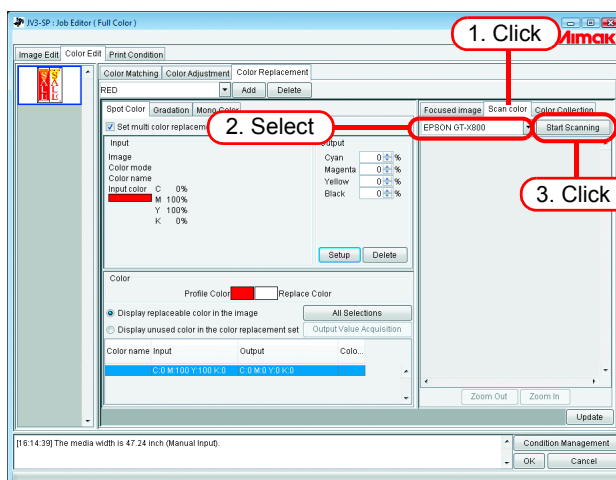 JV3-SP : Job Editor ( Full Color )
1. Click
Mimak
Image Edit Color Edit Print Condition
Color Matching Color Adjustment Color Replacement
RED Add Delete
Spot Color Gradation Mono Color
Focused image Scan color Color Collection
Set multi color replaceme
2. Select
EPSON GT-X800 Start Scanning
Input Output
Image Cyan 0 %
Color mode Magenta 0 %
Color name Yellow 0 %
Input color C 0% Black 0 %
M 100%
Y 100%
K 0%
3. Click
Setup Delete
Color
Profile Color Replace Color
Display replaceable color in the image All Selections
Display unused color in the color replacement set Output Value Acquisition
Color name Input Output Colo...
C:0 M:100 Y:100 K:0 C:0 M:0 Y:0 K:0
Zoom Out Zoom In
Update
[16:14:39] The media width is 47.24 inch (Manual Input). Condition Management
OK Cancel